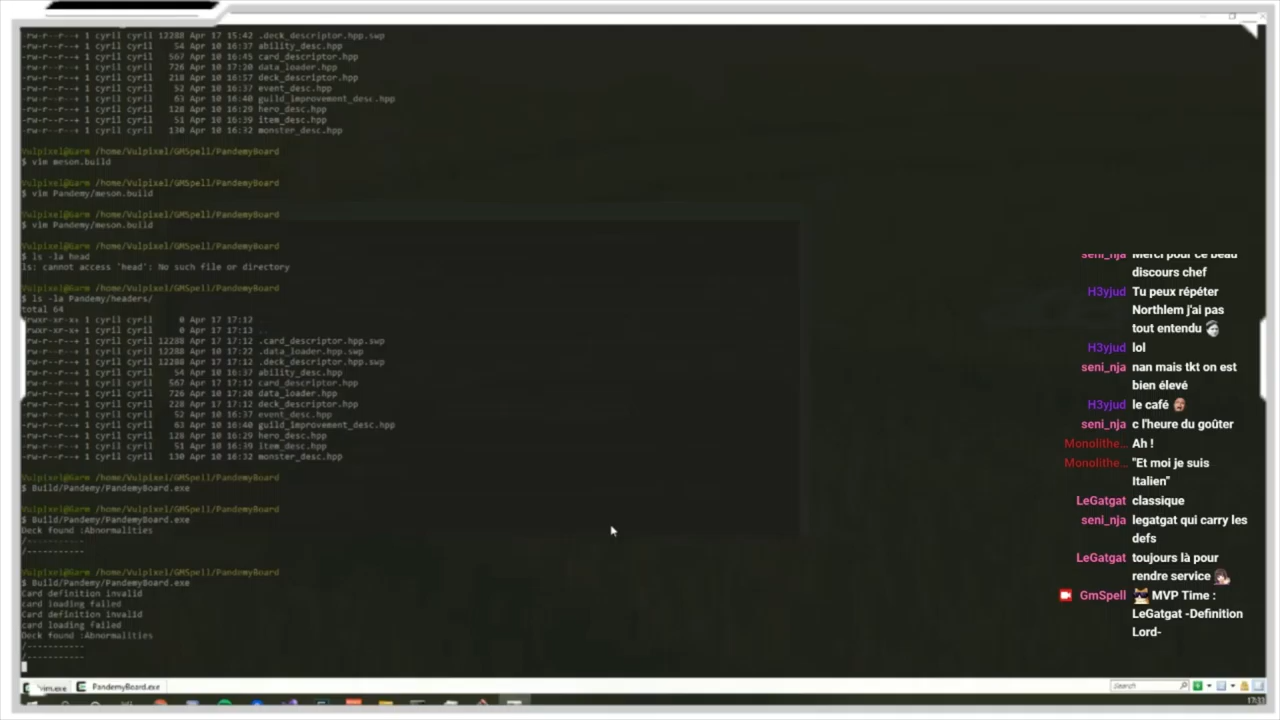 -rw-r--r--+ 1 cyril cyril 12288 Apr 17 15:42 .deck_descriptor.hpp.swp
-rw-r--r--+ 1 cyril cyril 54 Apr 10 16:37 ability_desc.hpp
-rw-r--r--+ 1 cyril cyril 567 Apr 10 16:45 card_descriptor.hpp
-rw-r--r--+ 1 cyril cyril 726 Apr 10 17:20 data_loader.hpp
-rw-r--r--+ 1 cyril cyril 218 Apr 10 16:57 deck_descriptor.hpp
-rw-r--r--+ 1 cyril cyril 52 Apr 10 16:37 event_desc.hpp
-rw-r--r--+ 1 cyril cyril 63 Apr 10 16:40 guild_improvement_desc.hpp
-rw-r--r--+ 1 cyril cyril 128 Apr 10 16:29 hero_desc.hpp
-rw-r--r--+ 1 cyril cyril 51 Apr 10 16:39 item_desc.hpp
-rw-r--r--+ 1 cyril cyril 130 Apr 10 16:32 monster_desc.hpp
Vulpixel@Garm /home/Vulpixel/GMSpell/PandemyBoard
$ vim meson.build
Vulpixel@Garm /home/Vulpixel/GMSpell/PandemyBoard
$ vim Pandemy/meson.build
Vulpixel@Garm /home/Vulpixel/GMSpell/PandemyBoard
$ vim Pandemy/meson.build
Vulpixel@Garm /home/Vulpixel/GMSpell/PandemyBoard
$ ls -la head
ls: cannot access 'head': No such file or directory
Vulpixel@Garm /home/Vulpixel/GMSpell/PandemyBoard
$ ls -la Pandemy/headers/
total 64
drwxr-xr-x+ 1 cyril cyril 0 Apr 17 17:12 .
drwxr-xr-x+ 1 cyril cyril 0 Apr 17 17:13 ..
-rw-r--r--+ 1 cyril cyril 12288 Apr 17 17:12 .card_descriptor.hpp.swp
-rw-r--r--+ 1 cyril cyril 12288 Apr 10 17:22 .data_loader.hpp.swp
-rw-r--r--+ 1 cyril cyril 12288 Apr 17 17:12 .deck_descriptor.hpp.swp
-rw-r--r--+ 1 cyril cyril 54 Apr 10 16:37 ability_desc.hpp
-rw-r--r--+ 1 cyril cyril 567 Apr 17 17:12 card_descriptor.hpp
-rw-r--r--+ 1 cyril cyril 726 Apr 10 17:20 data_loader.hpp
-rw-r--r--+ 1 cyril cyril 228 Apr 17 17:12 deck_descriptor.hpp
-rw-r--r--+ 1 cyril cyril 52 Apr 10 16:37 event_desc.hpp
-rw-r--r--+ 1 cyril cyril 63 Apr 10 16:40 guild_improvement_desc.hpp
-rw-r--r--+ 1 cyril cyril 128 Apr 10 16:29 hero_desc.hpp
-rw-r--r--+ 1 cyril cyril 51 Apr 10 16:39 item_desc.hpp
-rw-r--r--+ 1 cyril cyril 130 Apr 10 16:32 monster_desc.hpp
Vulpixel@Garm /home/Vulpixel/GMSpell/PandemyBoard
$ Build/Pandemy/PandemyBoard.exe
Vulpixel@Garm /home/Vulpixel/GMSpell/PandemyBoard
$ Build/Pandemy/PandemyBoard.exe
Deck found :Abnormalities
/-----------
/-----------
Vulpixel@Garm /home/Vulpixel/GMSpell/PandemyBoard
$ Build/Pandemy/PandemyBoard.exe
Card definition invalid
card loading failed
Card definition invalid
card loading failed
Deck found :Abnormalities
/-----------
/-----------
vim.exe PandemyBoard.exe
Search
17:33
seni_nja Merci pour ce beau
discours chef
H3yjud Tu peux répéter
Northlem j'ai pas
tout entendu
H3yjud lol
seni_nja nan mais tkt on est
bien élevé
H3yjud le café
seni_nja c l'heure du goûter
Monolithe... Ah !
Monolithe... "Et moi je suis
Italien"
LeGatgat classique
seni_nja legatgat qui carry les
defs
LeGatgat toujours là pour
rendre service
GmSpell MVP Time :
LeGatgat -Definition
Lord-